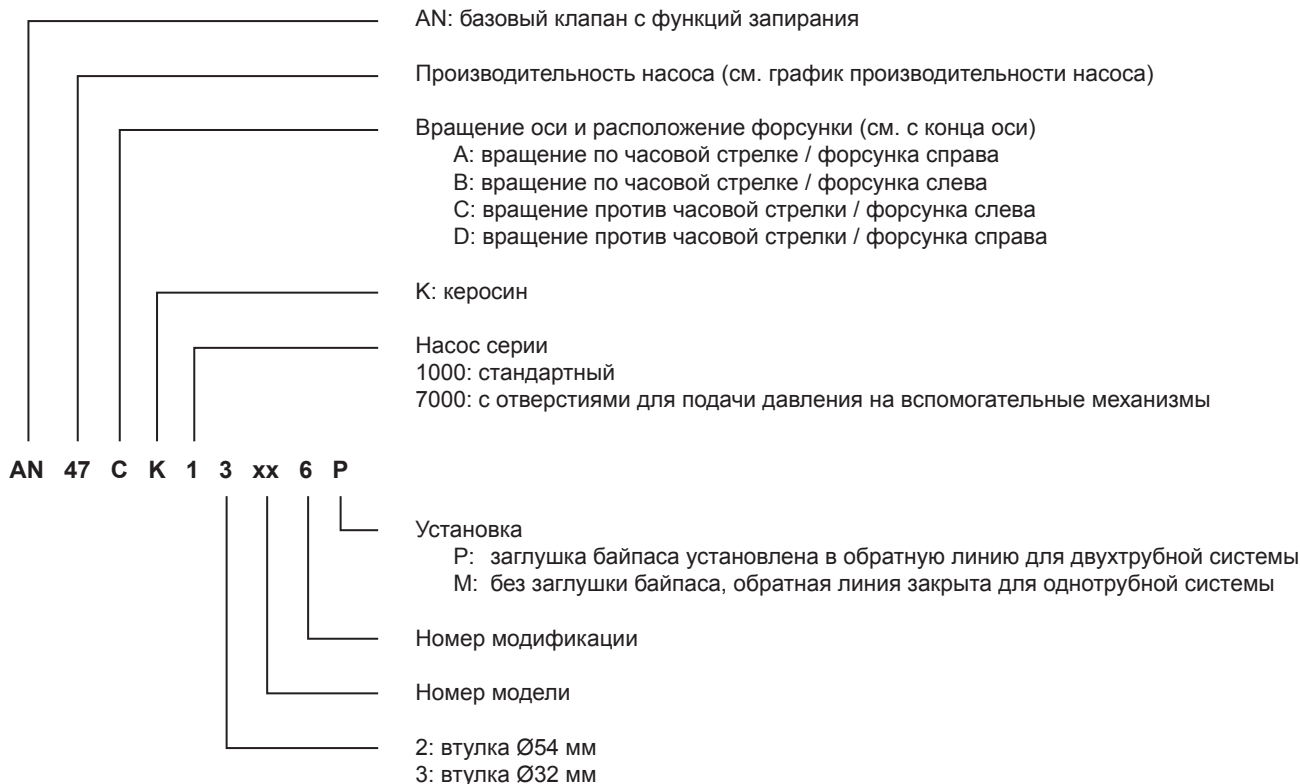 AN: базовый клапан с функций запирания
Производительность насоса (см. график производительности насоса)
Вращение оси и расположение форсунки (см. с конца оси)
A: вращение по часовой стрелке / форсунка справа
B: вращение по часовой стрелке / форсунка слева
C: вращение против часовой стрелки / форсунка слева
D: вращение против часовой стрелки / форсунка справа
K: керосин
Насос серии
1000: стандартный
7000: с отверстиями для подачи давления на вспомогательные механизмы
AN 47 C K 1 3 xx 6 P
Установка
P: заглушка байпаса установлена в обратную линию для двухтрубной системы
M: без заглушки байпаса, обратная линия закрыта для однотрубной системы
Номер модификации
Номер модели
2: втулка Ø54 мм
3: втулка Ø32 мм